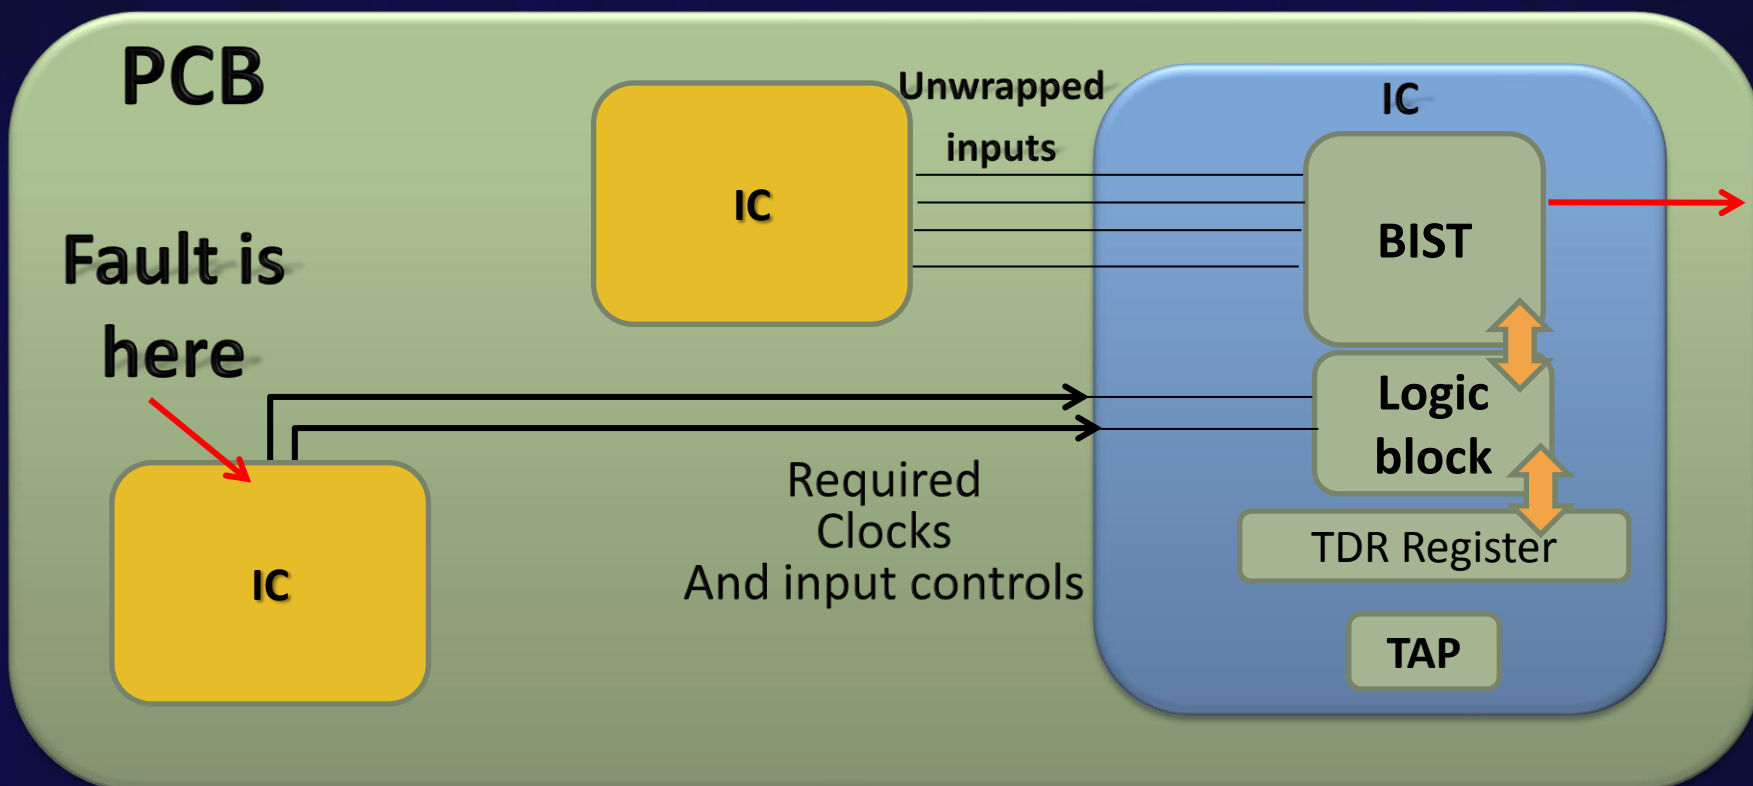 PCB
Unwrapped
inputs
IC
IC
BIST
Fault is
here
Logic
block
Required
Clocks
And input controls
TDR Register
IC
TAP